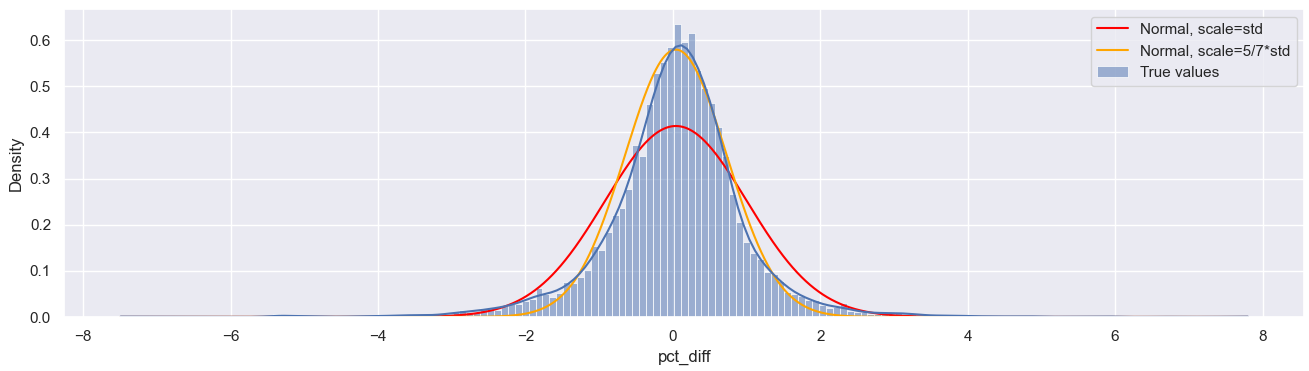 Normal, scale=std
Normal, scale=5/7*std
True values
Density
0.6
0.5
0.4
0.3
0.2
0.1
0.0
−8 −6 −4 −2 0 2 4 6 8
pct_diff